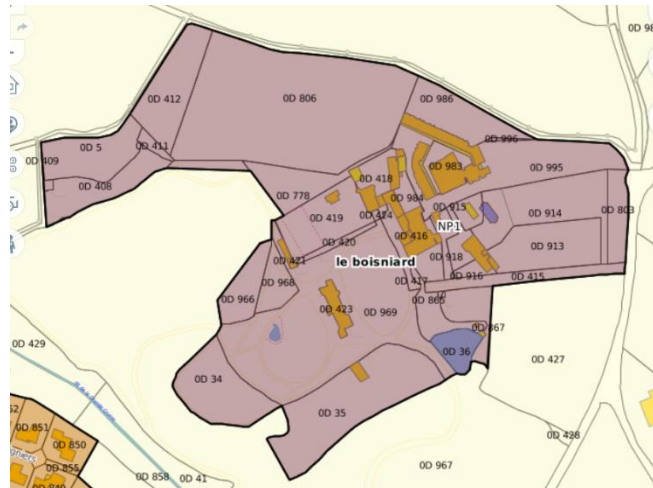 0D 98
0D 412
0D 806
0D 986
0D 5
0D 411
0D 996
0D 409
0D 983
0D 995
0D 418
0D 408
0D 778
0D 984
0D 915
0D 419
0D 424
0D 914
0D 803
NP1
0D 416
0D 420
0D 913
0D 421
le boisniard
0D 918
0D 968
0D 417
0D 916
0D 415
0D 966
0D 865
0D 423
0D 969
0D 867
0D 429
0D 36
0D 427
0D 34
0D 35
0D 851
0D 428
0D 850
0D 855
0D 967
0D 858
0D 41